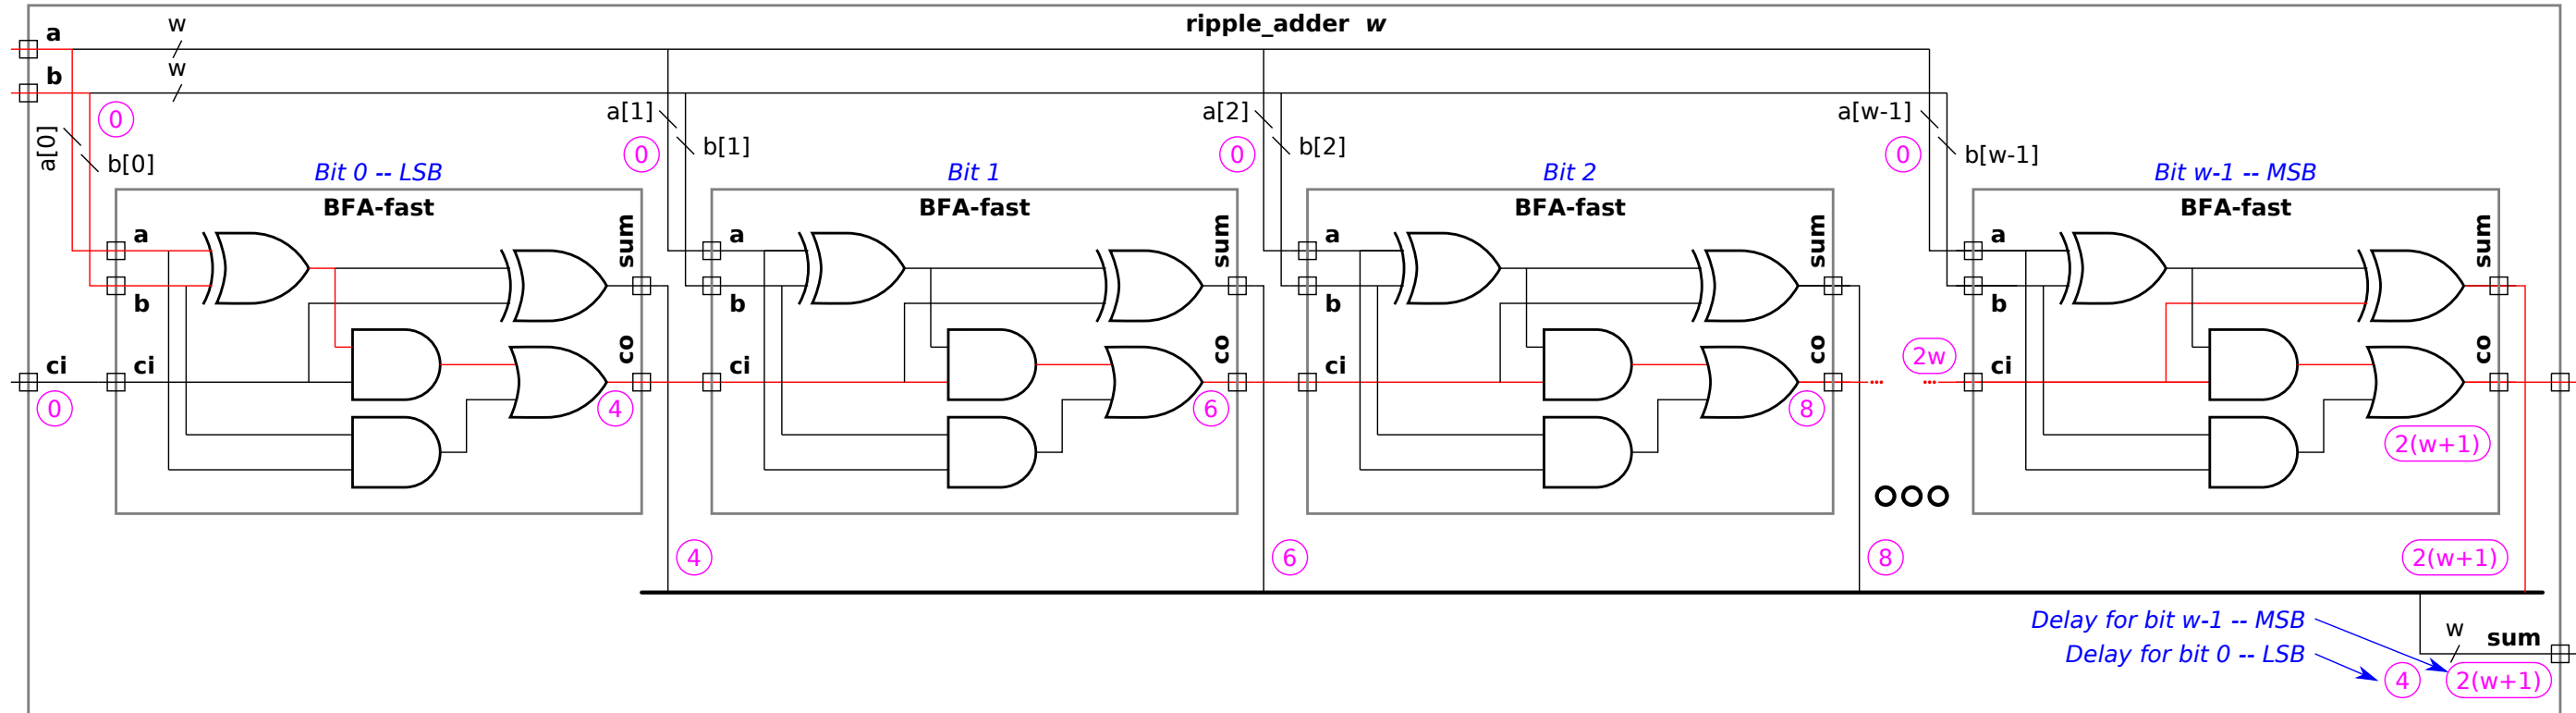 ripple_adder w
a
w
b
w
0
a[0]
b[0]
a[1]
0
b[1]
a[2]
0
b[2]
a[w-1]
0
b[w-1]
Bit 0 -- LSB
Bit 1
Bit 2
Bit w-1 -- MSB
BFA-fast
BFA-fast
BFA-fast
BFA-fast
a
b
ci
sum
co
a
b
ci
sum
co
a
b
ci
sum
co
a
b
ci
sum
co
ci
0
4
6
8
2w
2(w+1)
4
6
8
2(w+1)
Delay for bit w-1 -- MSB
Delay for bit 0 -- LSB
w
sum
4
2(w+1)